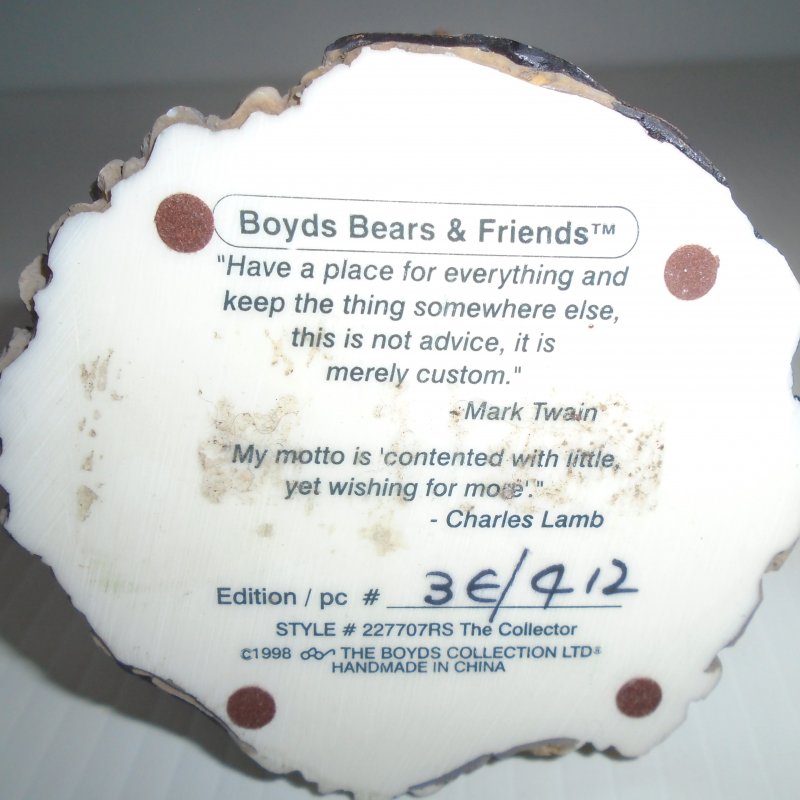 Boyds Bears & Friends™
"Have a place for everything and
keep the thing somewhere else,
this is not advice, it is
merely custom."
- Mark Twain
"My motto is 'contented with little,
yet wishing for more'."
- Charles Lamb
Edition / pc # 3E/412
STYLE # 227707RS The Collector
©1998 THE BOYDS COLLECTION LTD®
HANDMADE IN CHINA